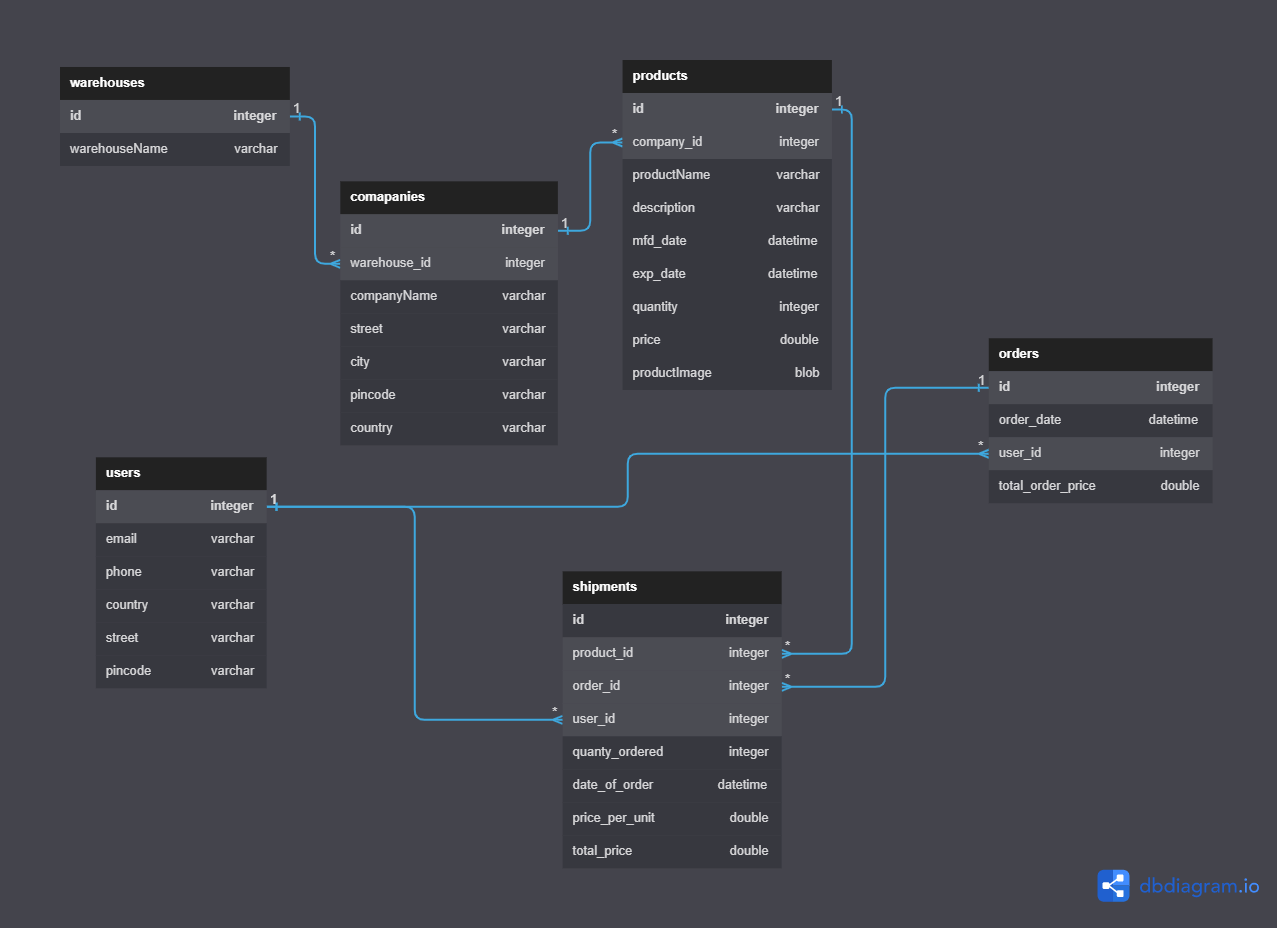 warehouses
id integer 1
warehouseName varchar
products
id integer 1
* company_id integer
productName varchar
description varchar
mfd_date datetime
exp_date datetime
quantity integer
price double
productImage blob
comapanies
id integer 1
* warehouse_id integer
companyName varchar
street varchar
city varchar
pincode varchar
country varchar
orders
1 id integer
order_date datetime
* user_id integer
total_order_price double
users
id integer 1
email varchar
phone varchar
country varchar
street varchar
pincode varchar
shipments
id integer
product_id integer *
order_id integer *
* user_id integer
quanty_ordered integer
date_of_order datetime
price_per_unit double
total_price double
dbdiagram.io